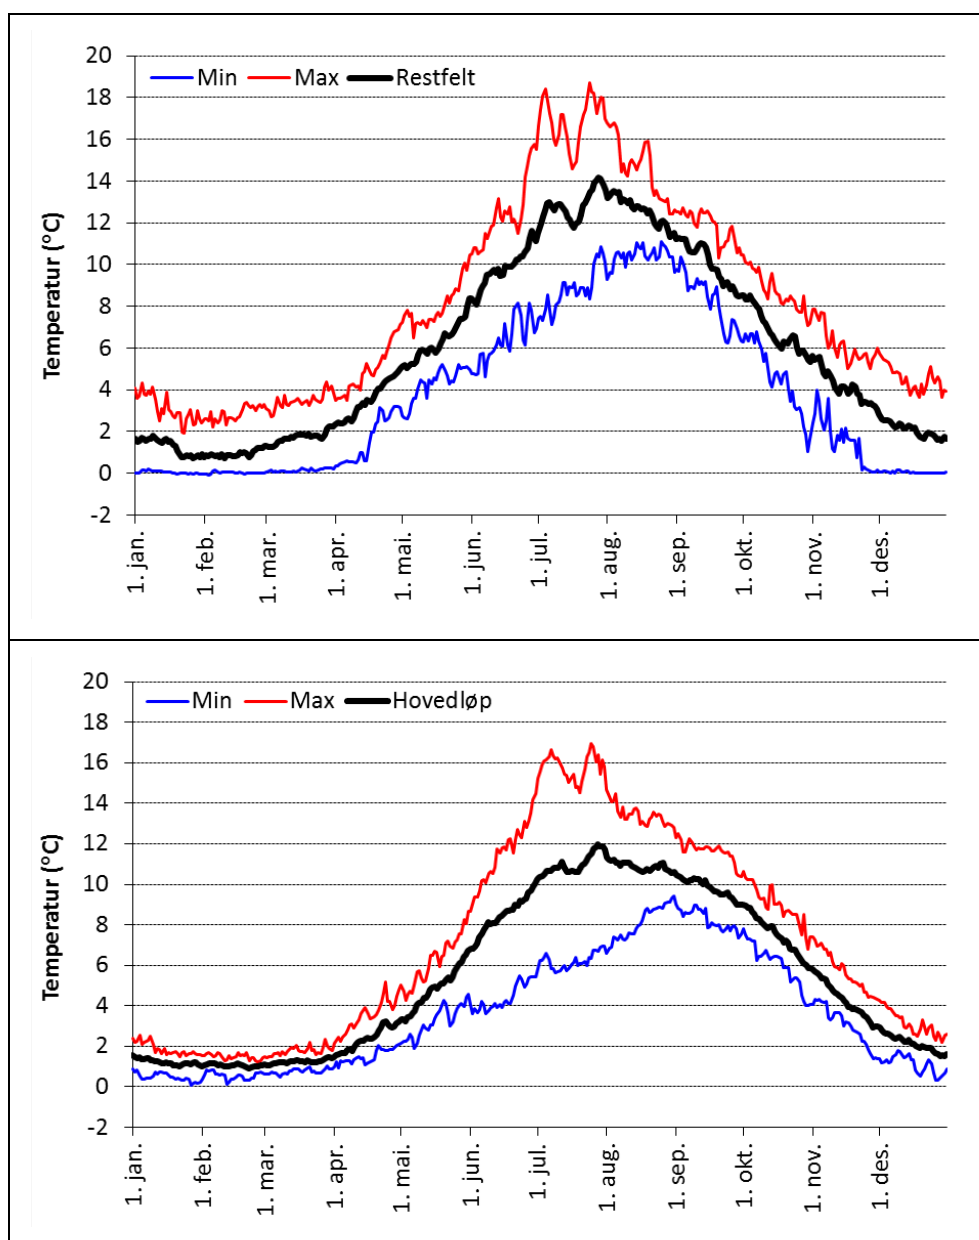 20
Min Max Restfelt
18
16
14
12
10
8
6
4
2
0
-2
Temperatur (°C)
1. jan.
1. feb.
1. mar.
1. apr.
1. mai.
1. jun.
1. jul.
1. aug.
1. sep.
1. okt.
1. nov.
1. des.
20
Min Max Hovedløp
18
16
14
12
10
8
6
4
2
0
-2
Temperatur (°C)
1. jan.
1. feb.
1. mar.
1. apr.
1. mai.
1. jun.
1. jul.
1. aug.
1. sep.
1. okt.
1. nov.
1. des.